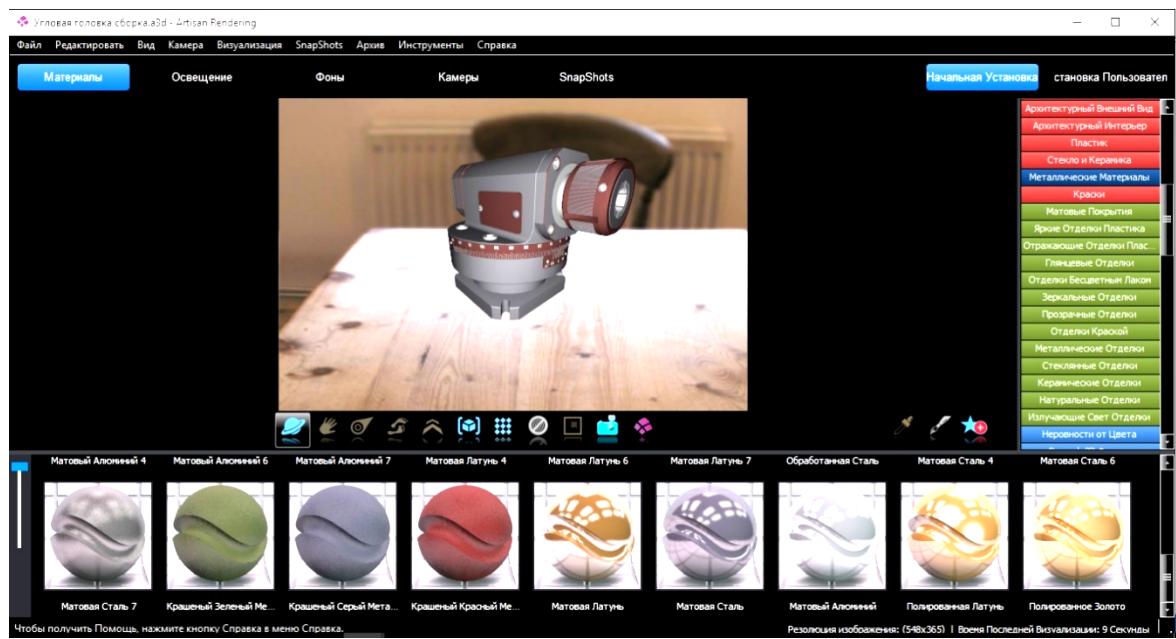 Угловая головка сборка.a3d - Artisan Rendering
Файл Редактировать Вид Камера Визуализация SnapShots Архив Инструменты Справка
Материалы Освещение Фоны Камеры SnapShots Начальная Установка становка Пользовател
Архитектурный Внешний Вид
Архитектурный Интерьер
Пластик
Стекло и Керамика
Металлические Материалы
Краски
Матовые Покрытия
Яркие Отделки Пластика
Отражающие Отделки Плас...
Глянцевые Отделки
Отделки Бесцветным Лаком
Зеркальные Отделки
Прозрачные Отделки
Отделки Краской
Металлические Отделки
Стеклянные Отделки
Керамические Отделки
Натуральные Отделки
Излучающие Свет Отделки
Неровности от Цвета
Матовый Алюминий 4 Матовый Алюминий 6 Матовый Алюминий 7 Матовая Латунь 4 Матовая Латунь 6 Матовая Латунь 7 Обработанная Сталь Матовая Сталь 4 Матовая Сталь 6
Матовая Сталь 7 Крашеный Зеленый Ме... Крашеный Серый Мета... Крашеный Красный Ме... Матовая Латунь Матовая Сталь Матовый Алюминий Полированная Латунь Полированное Золото
Чтобы получить Помощь, нажмите кнопку Справка в меню Справка. Резолюция изображения: (548x365) | Время Последней Визуализации: 9 Секунды